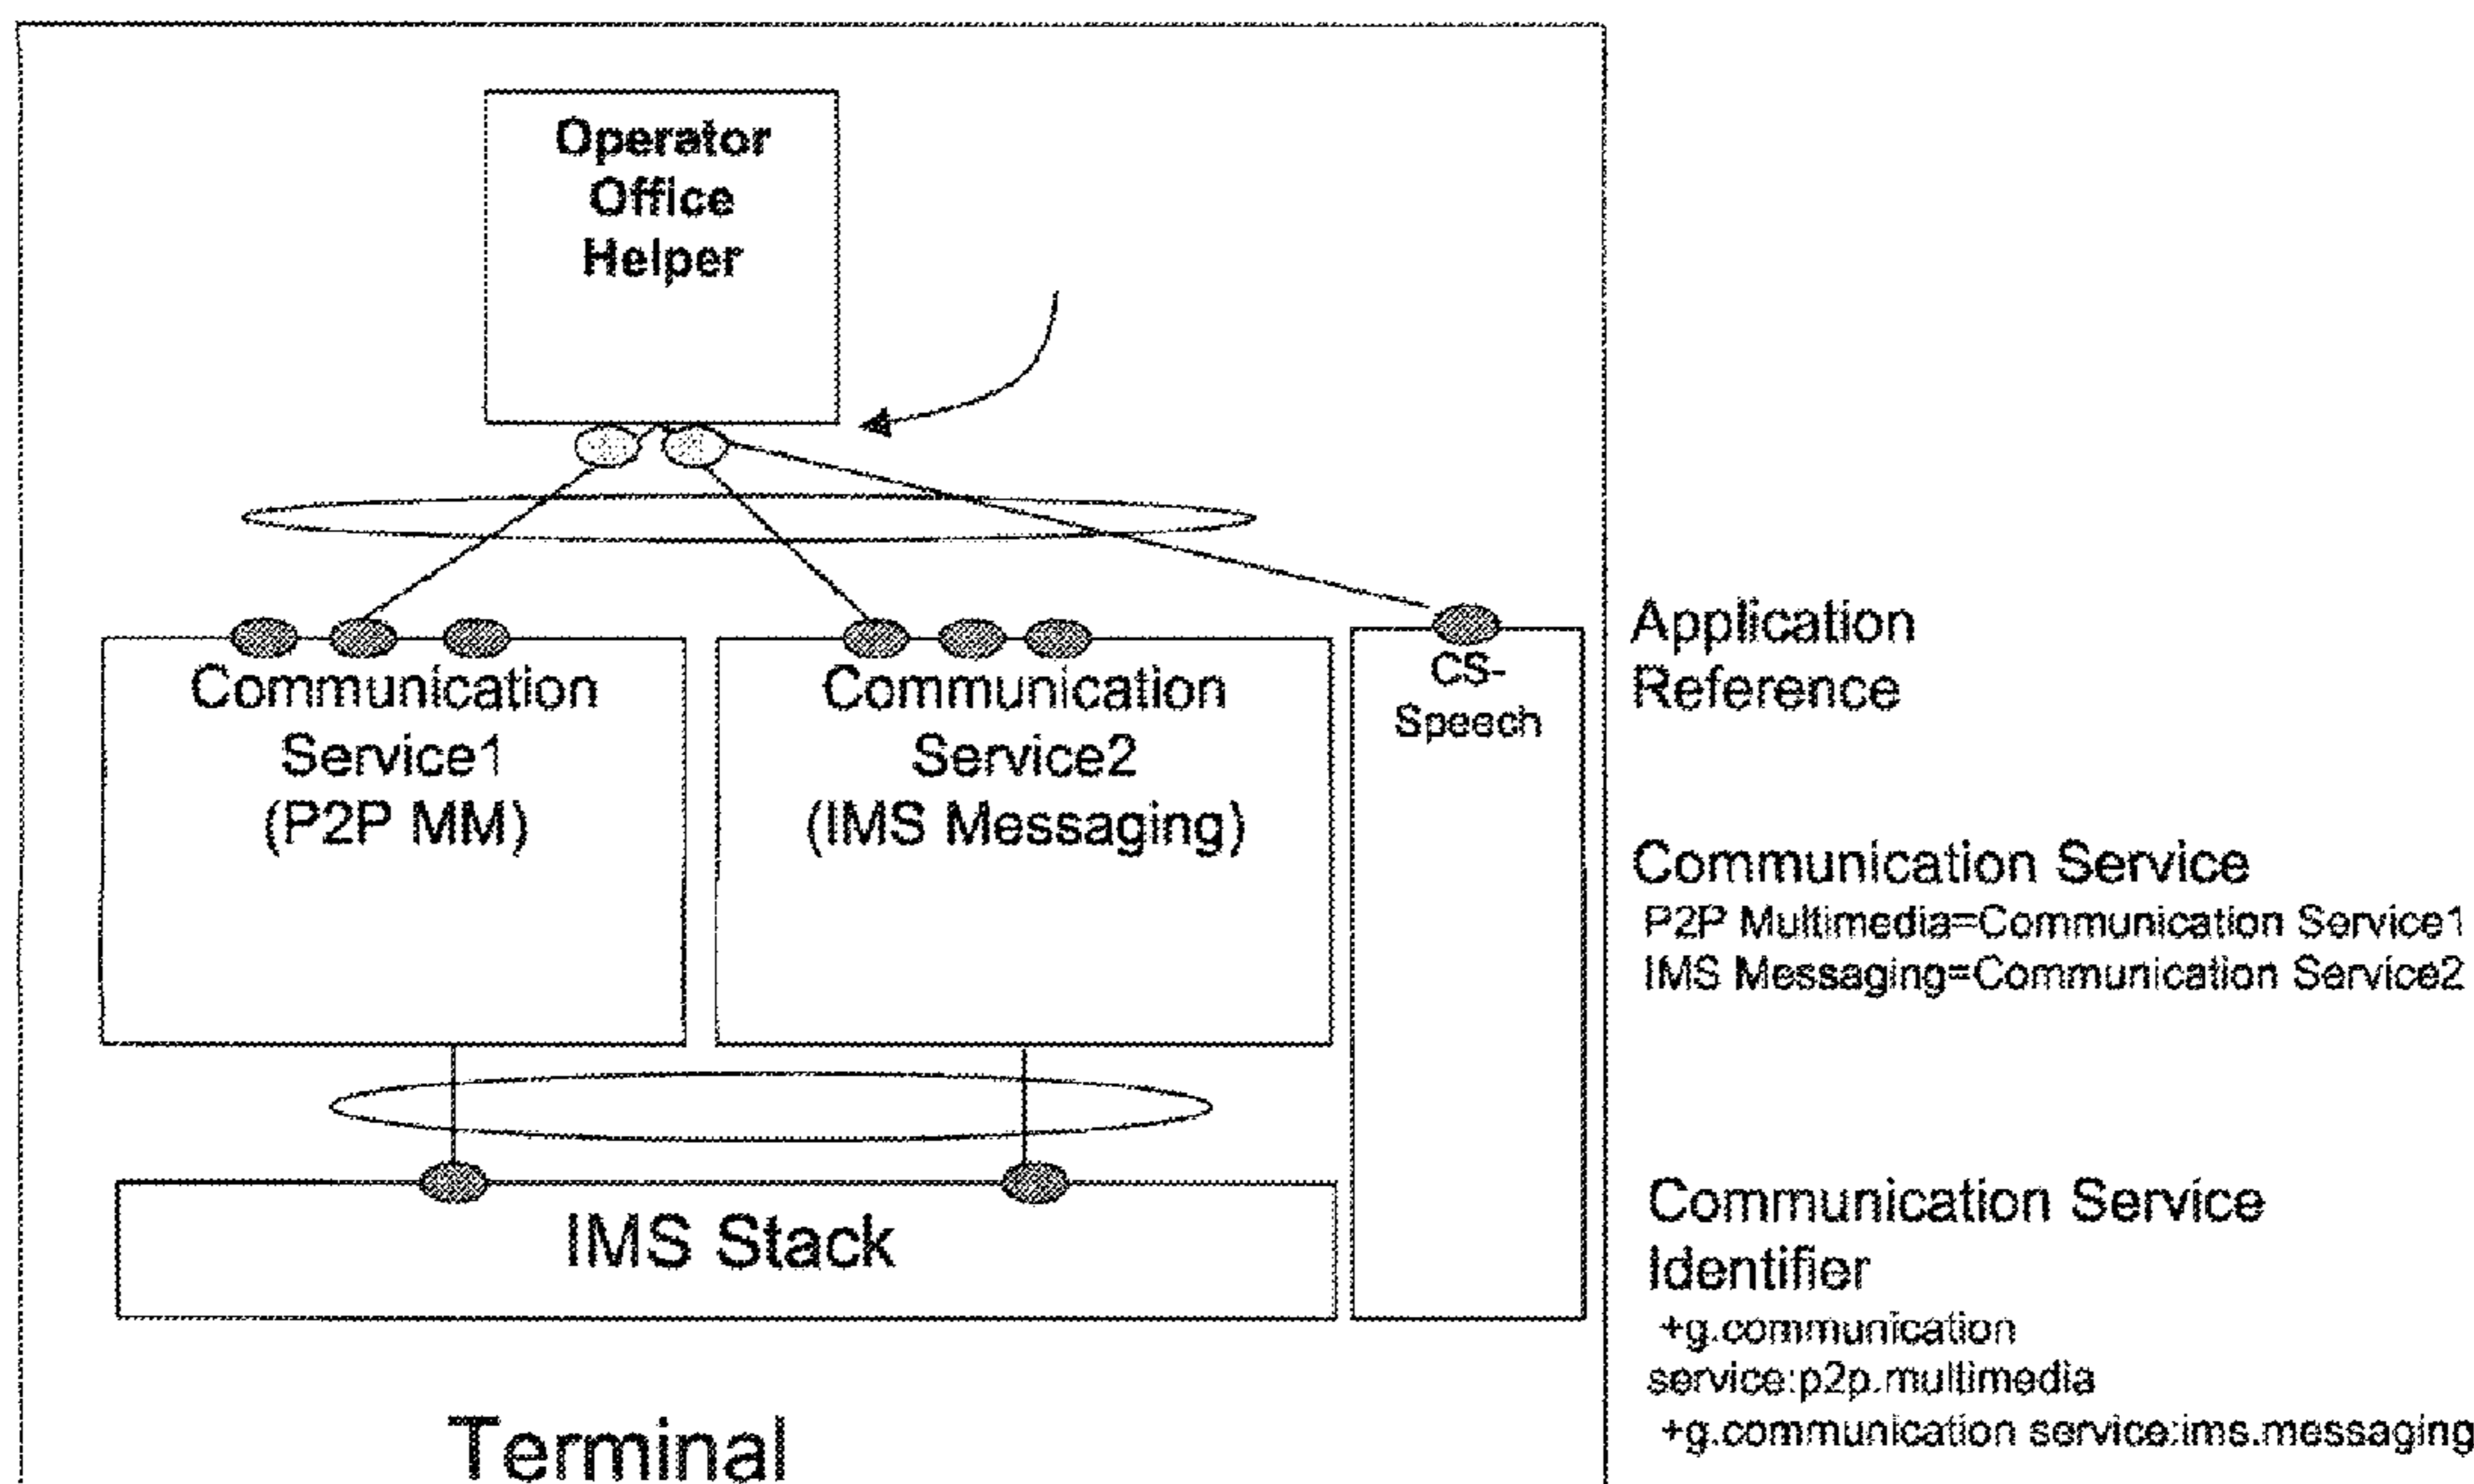 Operator
Office
Helper
Communication
Service1
(P2P MM)
Communication
Service2
(IMS Messaging)
CS-
Speech
Application
Reference
Communication Service
P2P Multimedia=Communication Service1
IMS Messaging=Communication Service2
IMS Stack
Communication Service
Identifier
+g.communication
service:p2p.multimedia
+g.communication service:ims.messaging
Terminal